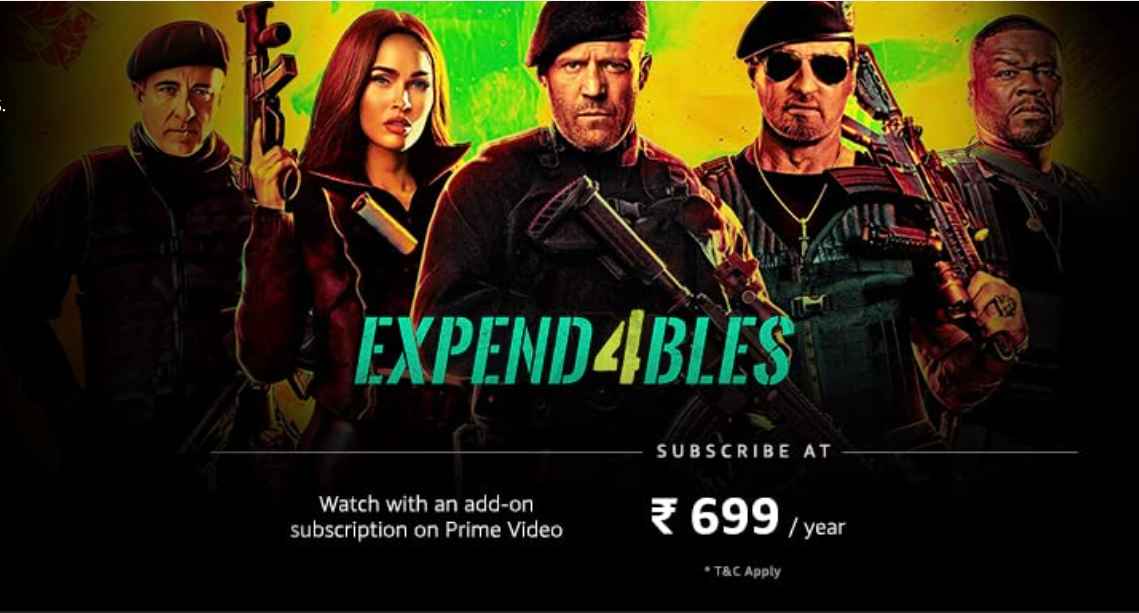 EXPEND4BLES
SUBSCRIBE AT
Watch with an add-on
subscription on Prime Video
₹ 699 / year
* T&C Apply